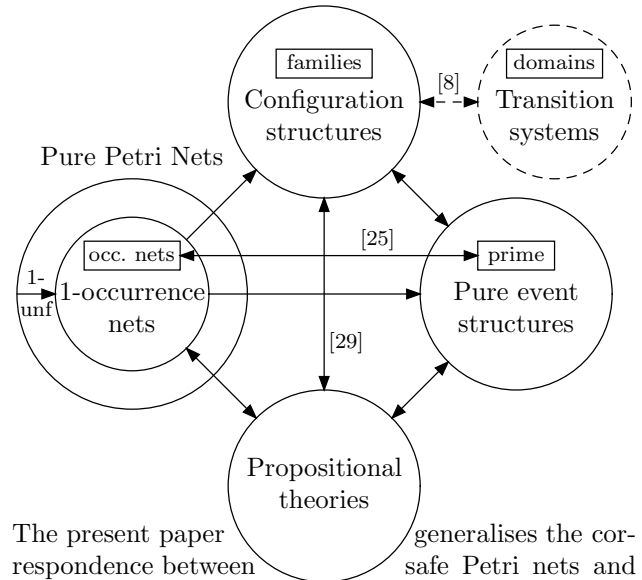 families
Configuration
structures
[8]
domains
Transition
systems
Pure Petri Nets
occ. nets
[25]
prime
1-
unf
1-occurrence
nets
Pure event
structures
[29]
Propositional
theories
The present paper generalises the cor-
respondence between safe Petri nets and